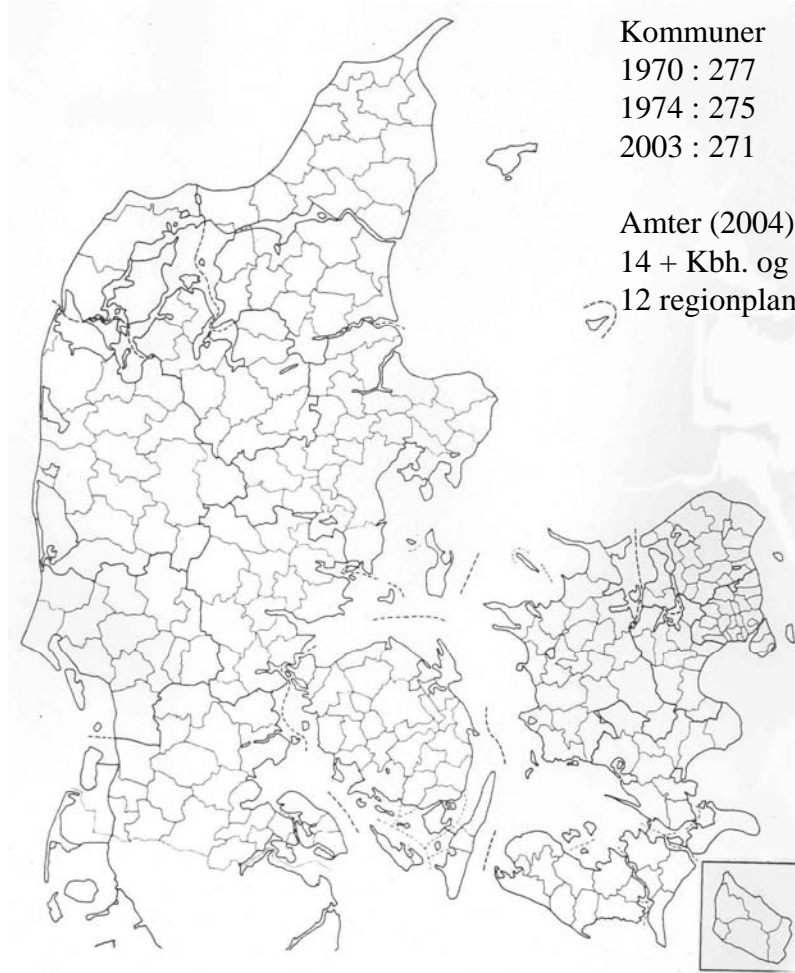 Kommuner
1970 : 277
1974 : 275
2003 : 271
Amter (2004)
14 + Kbh. og
12 regionplan